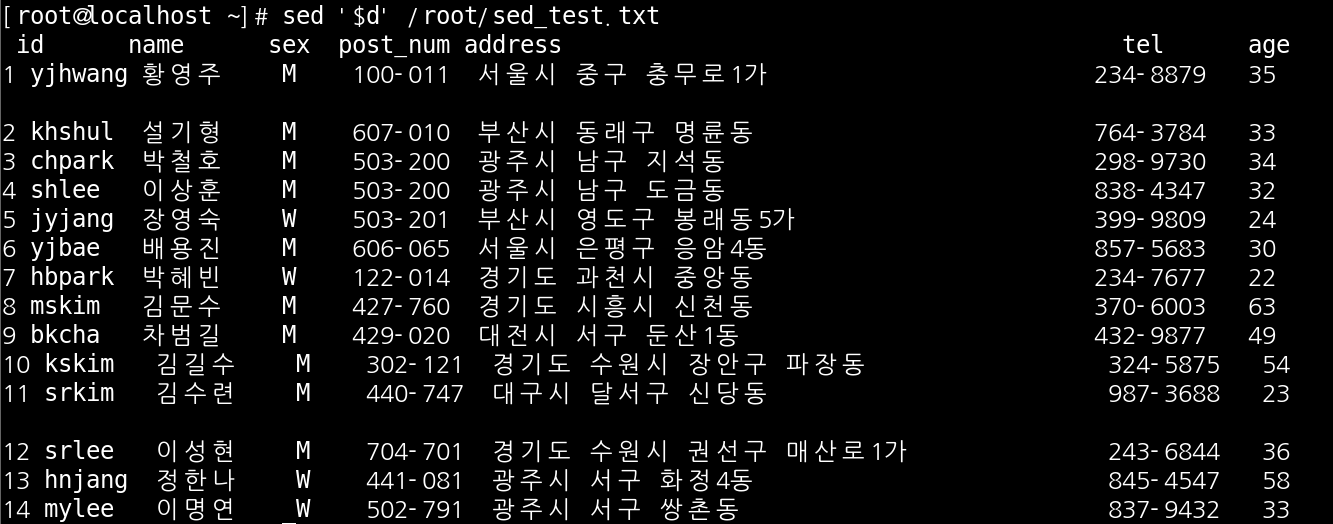 [root@localhost ~]# sed '$d' /root/sed_test.txt
id name sex post_num address tel age
1 yjhwang 황영주 M 100-011 서울시 중구 충무로1가 234-8879 35
2 khshul 설기형 M 607-010 부산시 동래구 명륜동 764-3784 33
3 chpark 박철호 M 503-200 광주시 남구 지석동 298-9730 34
4 shlee 이상훈 M 503-200 광주시 남구 도금동 838-4347 32
5 jyjang 장영숙 W 503-201 부산시 영도구 봉래동5가 399-9809 24
6 yjbae 배용진 M 606-065 서울시 은평구 응암4동 857-5683 30
7 hbpark 박혜빈 W 122-014 경기도 과천시 중앙동 234-7677 22
8 mskim 김문수 M 427-760 경기도 시흥시 신천동 370-6003 63
9 bkcha 차범길 M 429-020 대전시 서구 둔산1동 432-9877 49
10 kskim 김길수 M 302-121 경기도 수원시 장안구 파장동 324-5875 54
11 srkim 김수련 M 440-747 대구시 달서구 신당동 987-3688 23
12 srlee 이성현 M 704-701 경기도 수원시 권선구 매산로1가 243-6844 36
13 hnjang 정한나 W 441-081 광주시 서구 화정4동 845-4547 58
14 mylee 이명연 W 502-791 광주시 서구 쌍촌동 837-9432 33